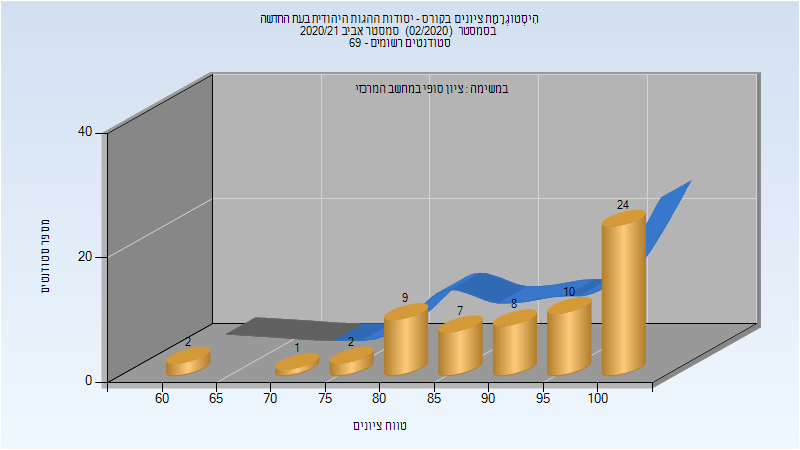 הִיסְטוֹגְרַמַת ציונים בקורס - יסודות ההגות היהודית בעת החדשה
בסמסטר (02/2020) סמסטר אביב 2020/21
סטודנטים רשומים - 69
במשימה : ציון סופי במחשב המרכזי
מספר סטודנטים
40
20
0
2
1
2
9
7
8
10
24
60 65 70 75 80 85 90 95 100
טווח ציונים